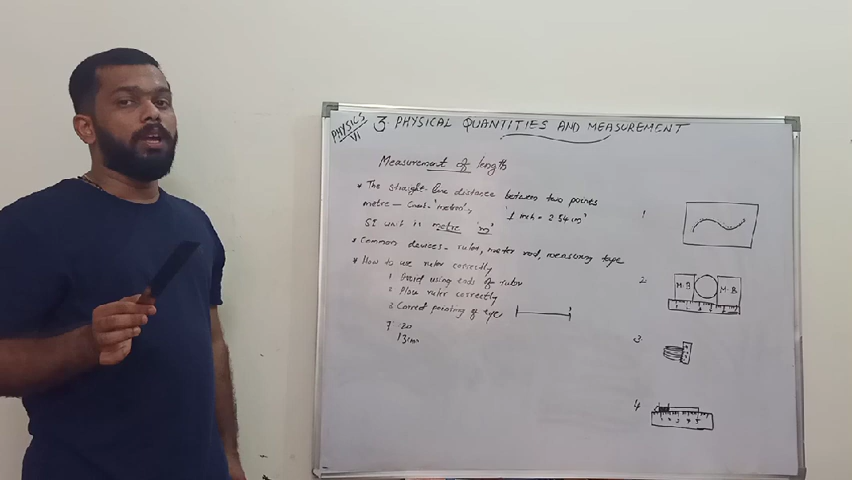 PHYSICS
VI
3 PHYSICAL QUANTITIES AND MEASUREMENT
Measurement of length
* The straight line distance between two points
metre - Greek 'metron', '1 inch = 2.54 cm'
SI unit is metre 'm'
* Common devices - ruler, meter rod, measuring tape
* How to use ruler correctly
1 Avoid using ends of ruler
2 Place ruler correctly
3 Correct position of eye
1
2
M.B
M.B
3
4